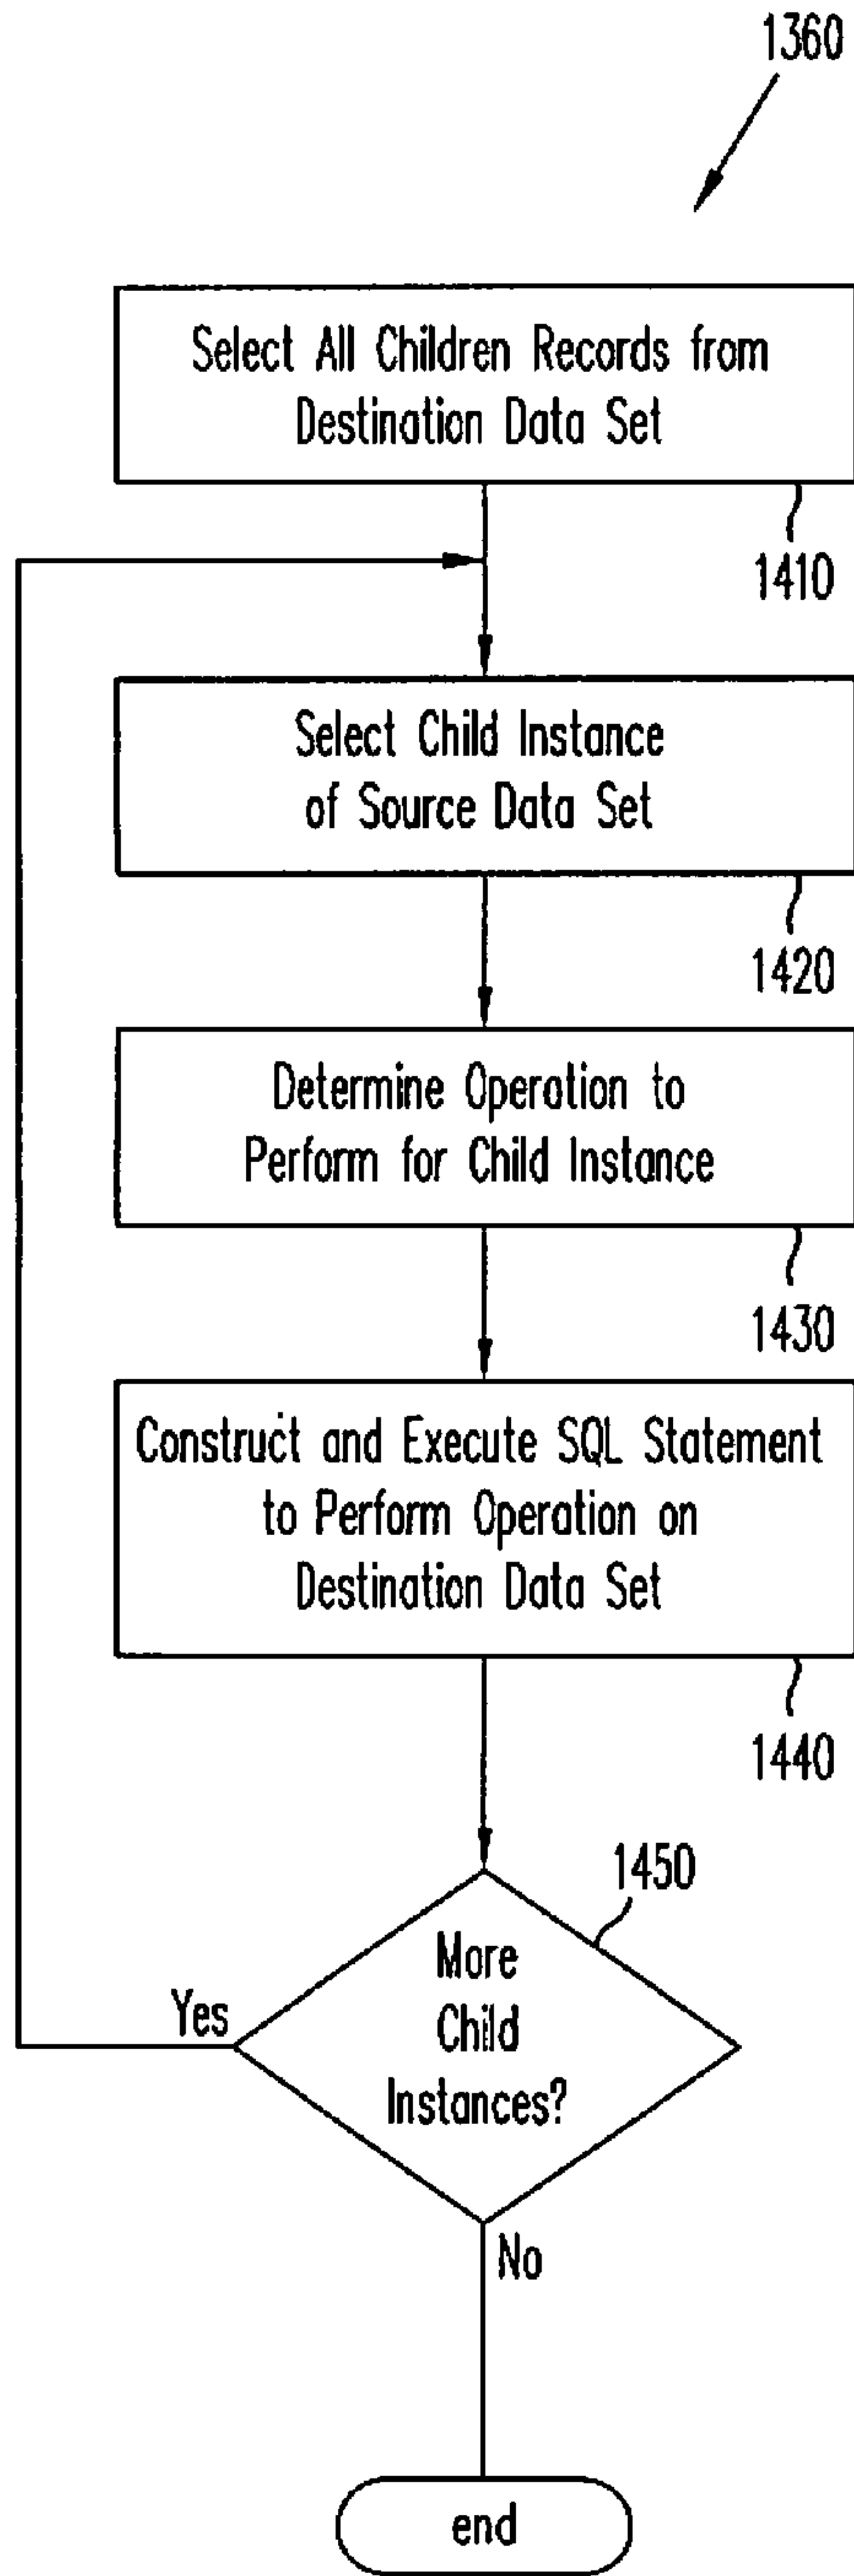 1360
Select All Children Records from
Destination Data Set
1410
Select Child Instance
of Source Data Set
1420
Determine Operation to
Perform for Child Instance
1430
Construct and Execute SQL Statement
to Perform Operation on
Destination Data Set
1440
1450
More
Child
Instances?
Yes
No
end